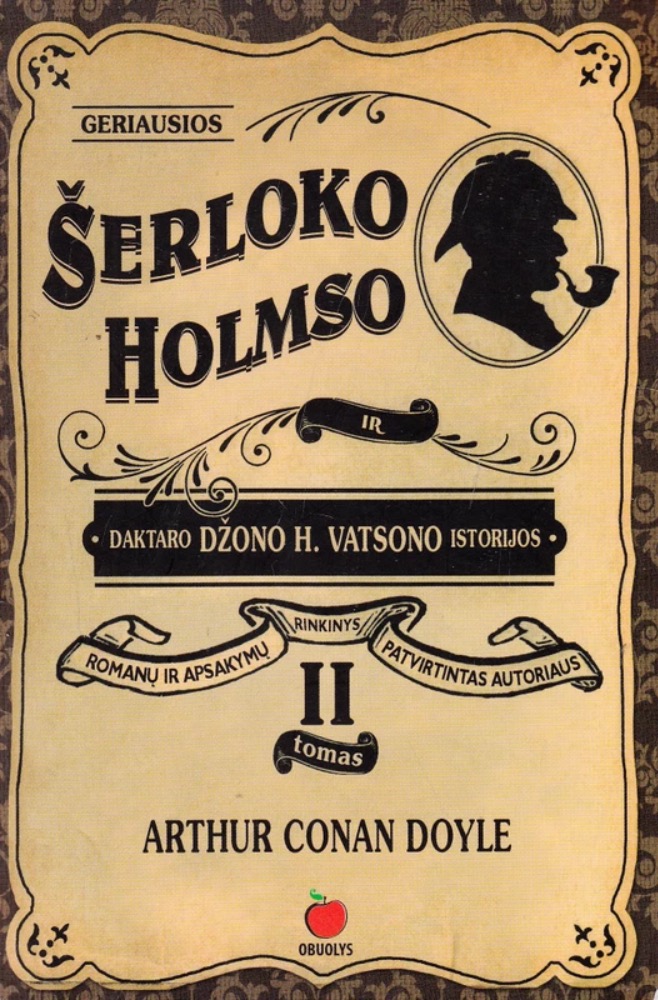 GERIAUSIOS
ŠERLOKO
HOLMSO
IR
DAKTARO DŽONO H. VATSONO ISTORIJOS
ROMANŲ IR APSAKYMŲ RINKINYS PATVIRTINTAS AUTORIAUS
II
tomas
ARTHUR CONAN DOYLE
OBUOLYS